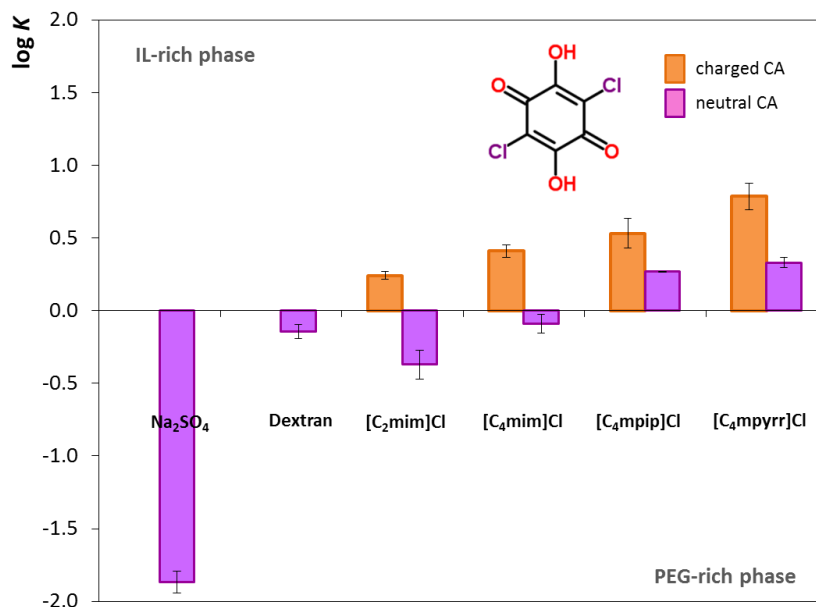 log K
2.0
1.5
1.0
0.5
0.0
-0.5
-1.0
-1.5
-2.0
IL-rich phase
OH
O
Cl
Cl
O
OH
charged CA
neutral CA
Na₂SO₄
Dextran
[C₂mim]Cl
[C₄mim]Cl
[C₄mpip]Cl
[C₄mpyrr]Cl
PEG-rich phase